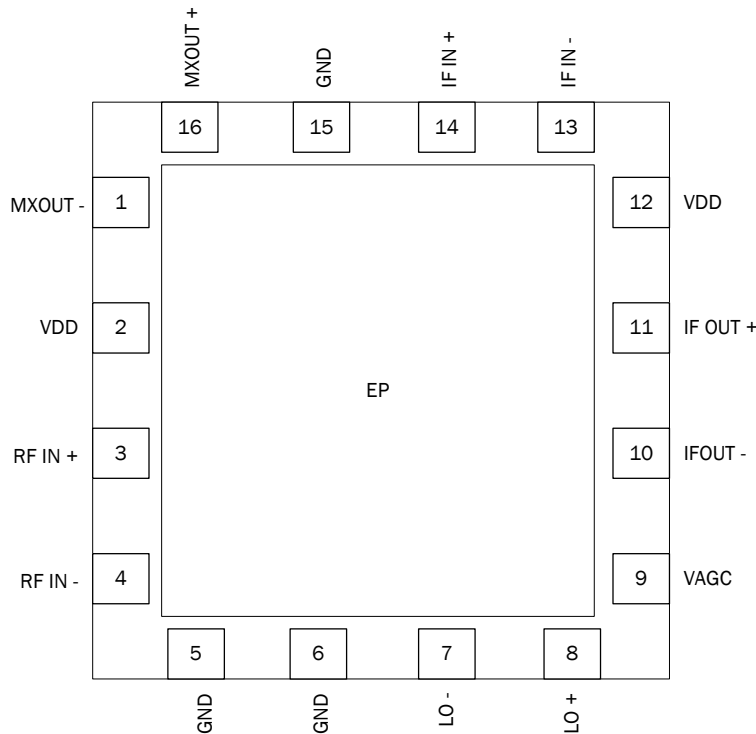 MXOUT +
GND
IF IN +
IF IN -
16
15
14
13
MXOUT -
1
12
VDD
VDD
2
11
IF OUT +
EP
RF IN +
3
10
IFOUT -
RF IN -
4
9
VAGC
5
6
7
8
GND
GND
LO -
LO +